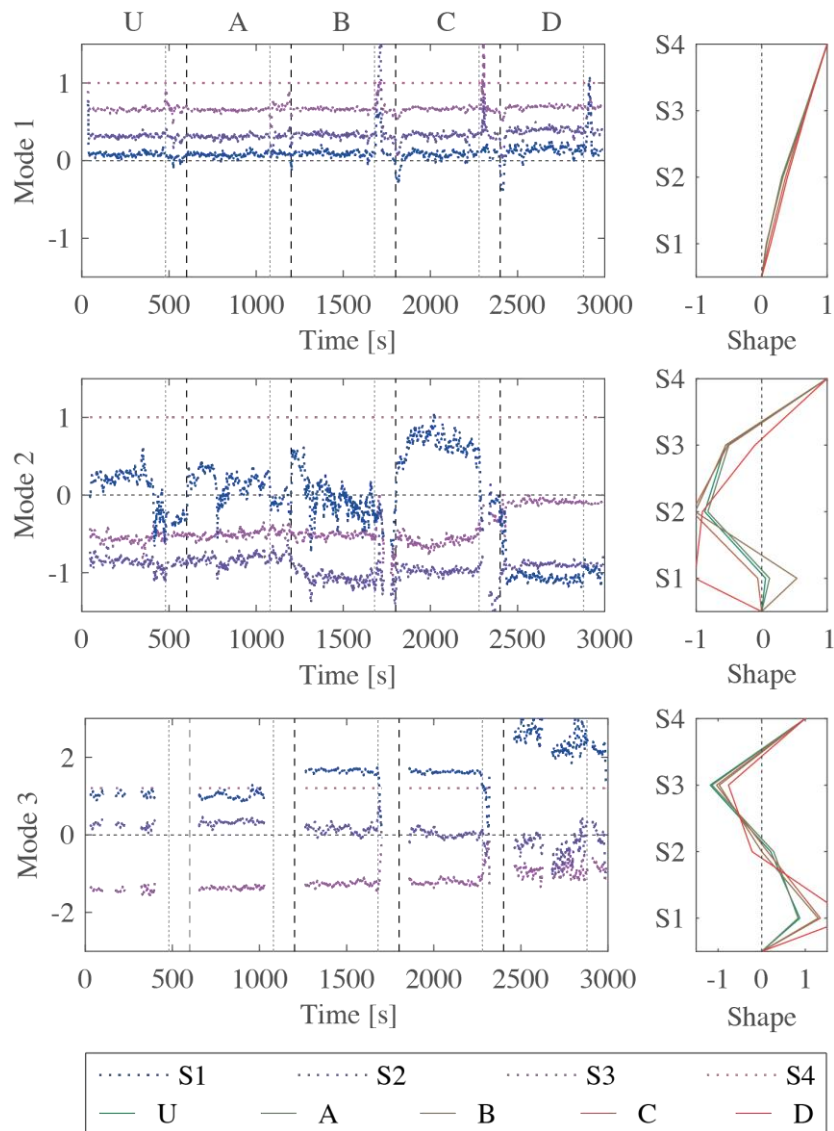 U A B C D
1
0
-1
Mode 1
0 500 1000 1500 2000 2500 3000
Time [s]
S4
S3
S2
S1
-1 0 1
Shape
1
0
-1
Mode 2
0 500 1000 1500 2000 2500 3000
Time [s]
S4
S3
S2
S1
-1 0 1
Shape
2
0
-2
Mode 3
0 500 1000 1500 2000 2500 3000
Time [s]
S4
S3
S2
S1
-1 0 1
Shape
S1 S2 S3 S4
U A B C D